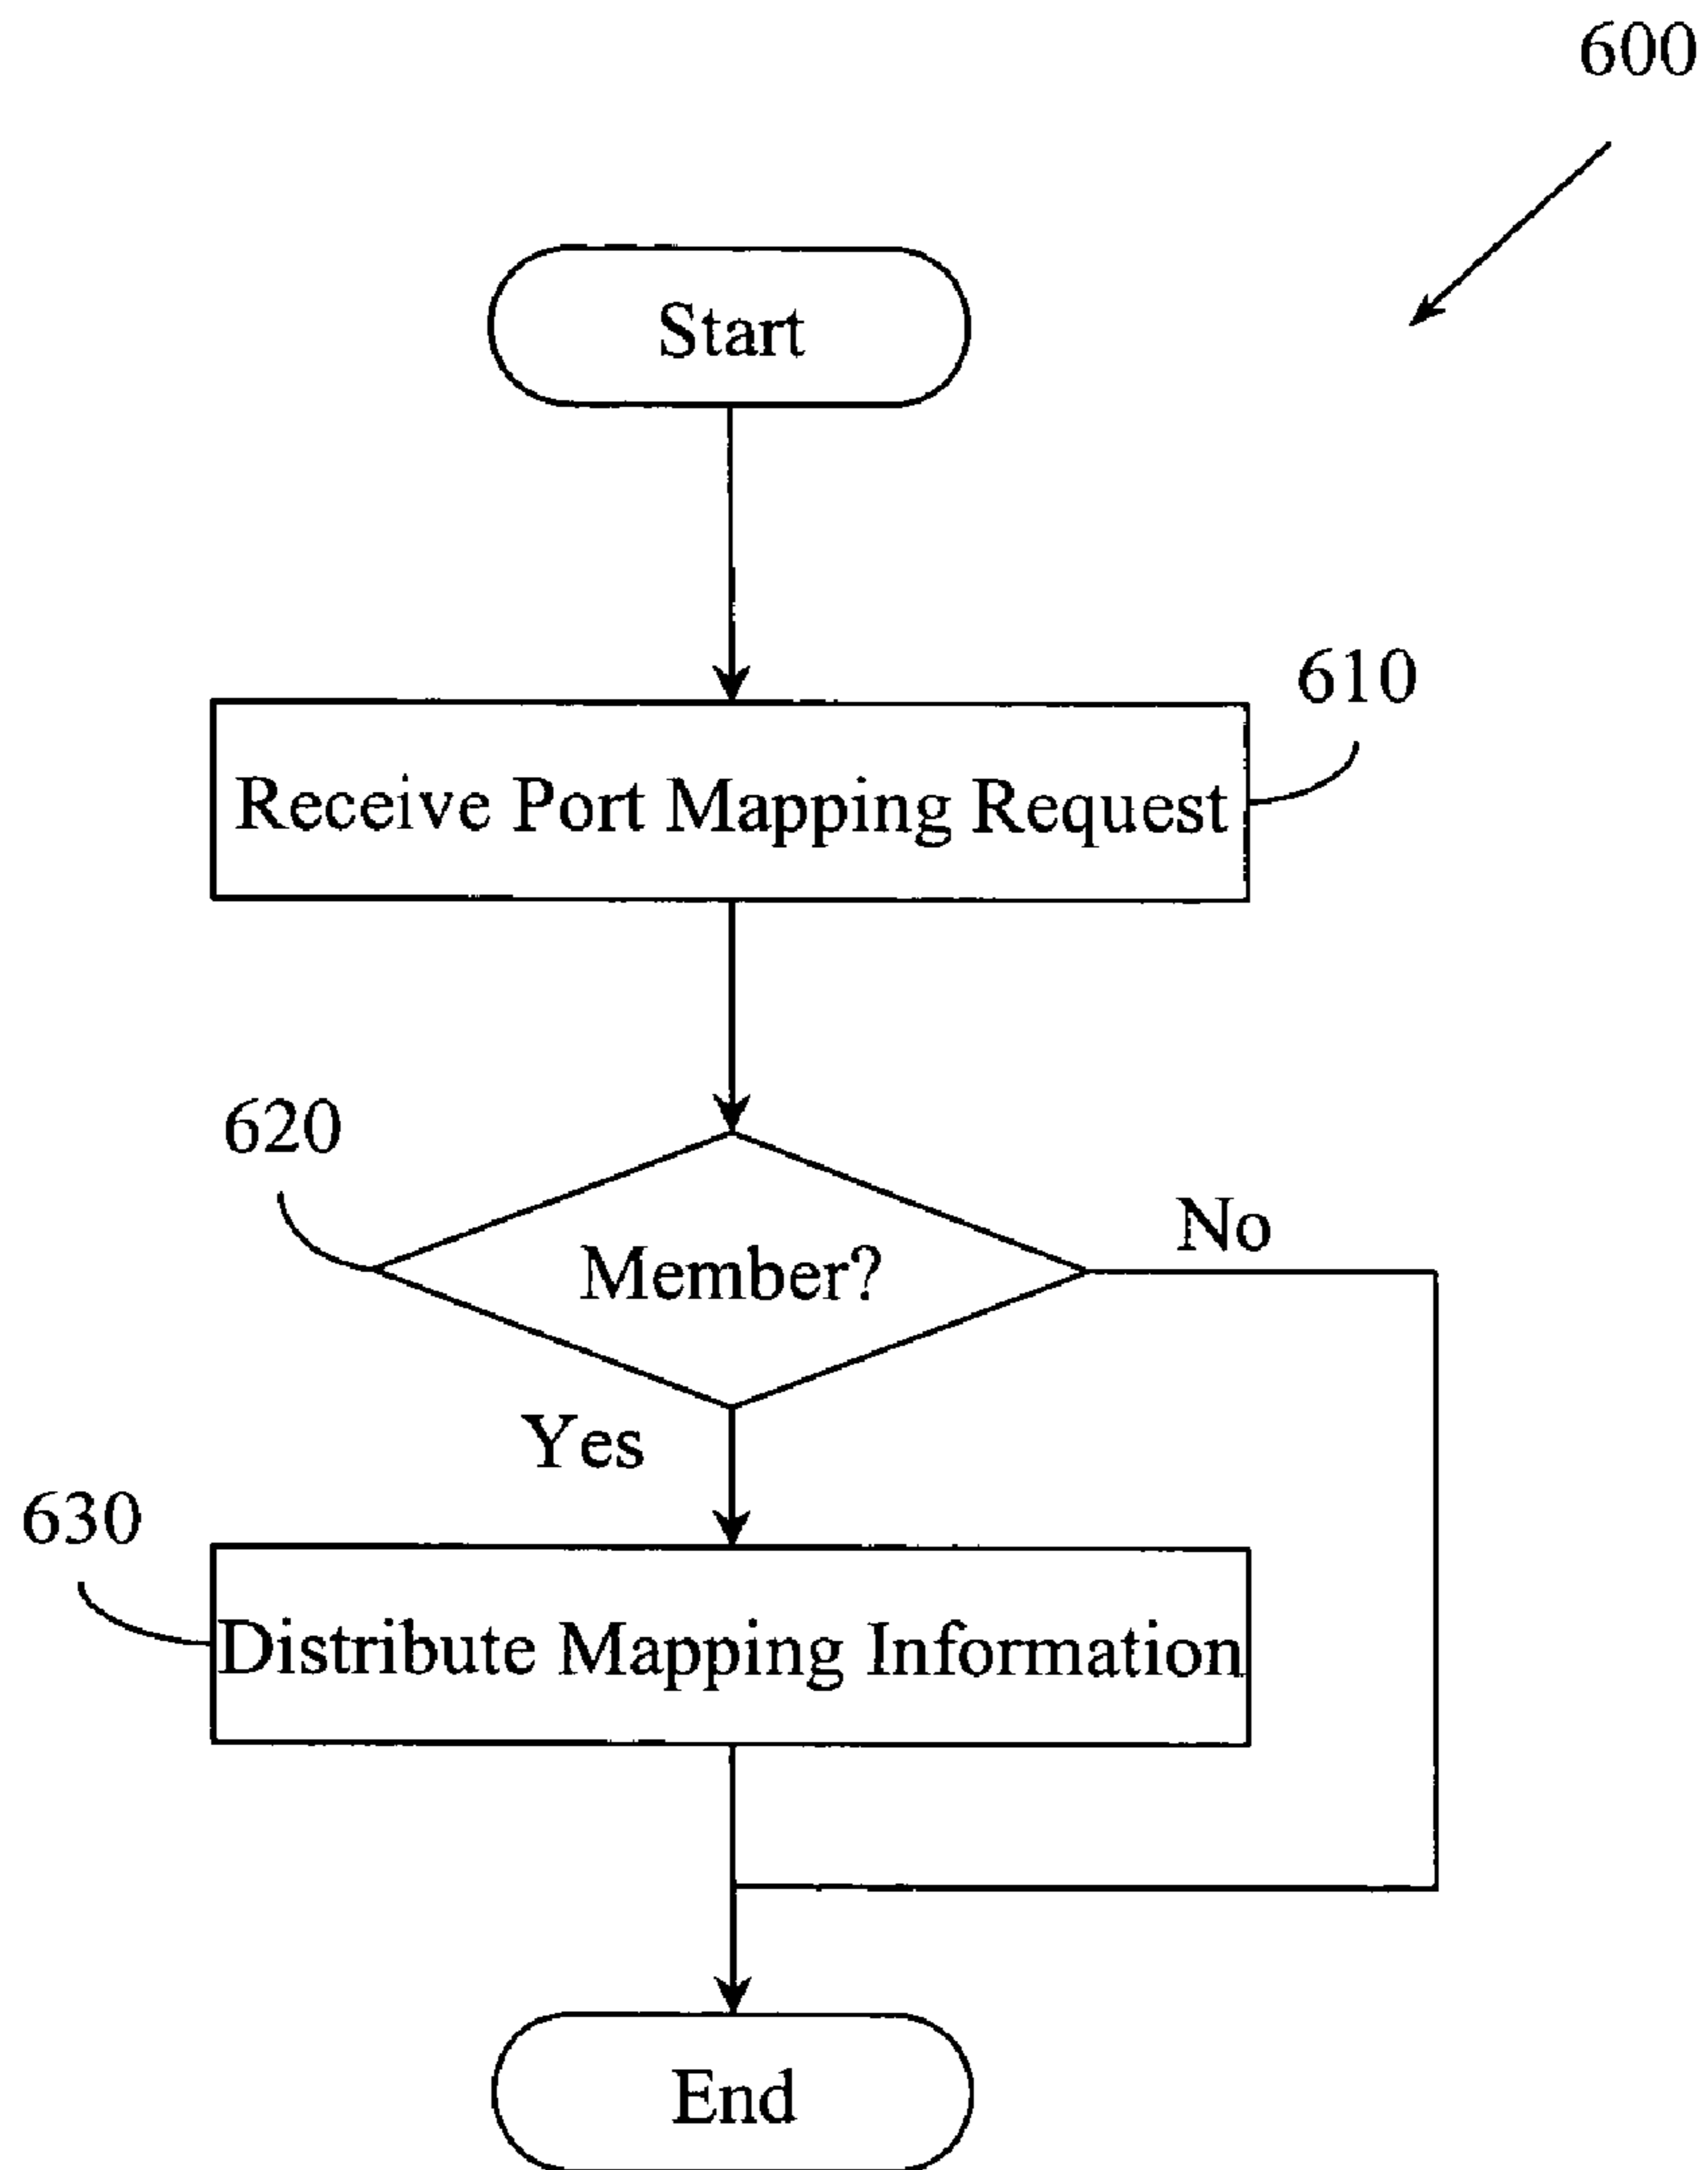 600
Start
610
Receive Port Mapping Request
620
Member?
No
Yes
630
Distribute Mapping Information
End